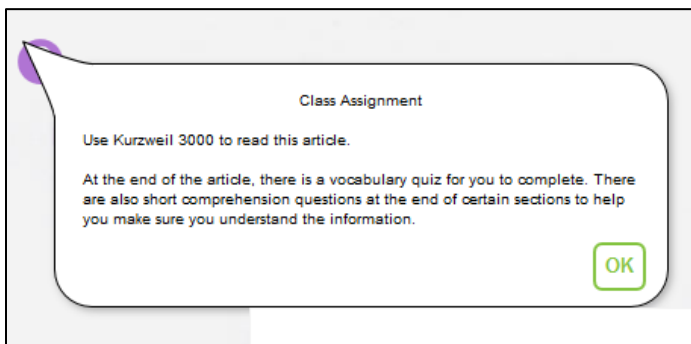 Class Assignment
Use Kurzweil 3000 to read this article.
At the end of the article, there is a vocabulary quiz for you to complete. There
are also short comprehension questions at the end of certain sections to help
you make sure you understand the information.
OK